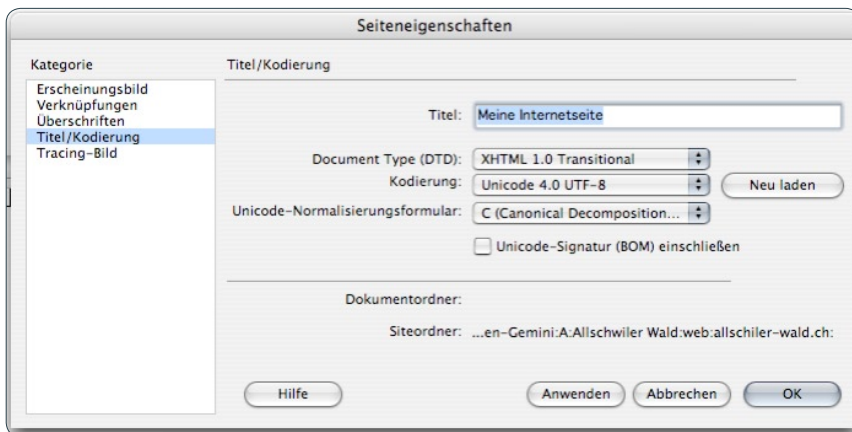 Seiteneigenschaften
Kategorie
Erscheinungsbild
Verknüpfungen
Überschriften
Titel/Kodierung
Tracing-Bild
Titel/Kodierung
Titel: Meine Internetseite
Document Type (DTD): XHTML 1.0 Transitional
Kodierung: Unicode 4.0 UTF-8 Neu laden
Unicode-Normalisierungsformular: C (Canonical Decomposition...
Unicode-Signatur (BOM) einschließen
Dokumentordner:
Siteordner: ...en-Gemini:A:Allschwiler Wald:web:allschiler-wald.ch:
Hilfe Anwenden Abbrechen OK